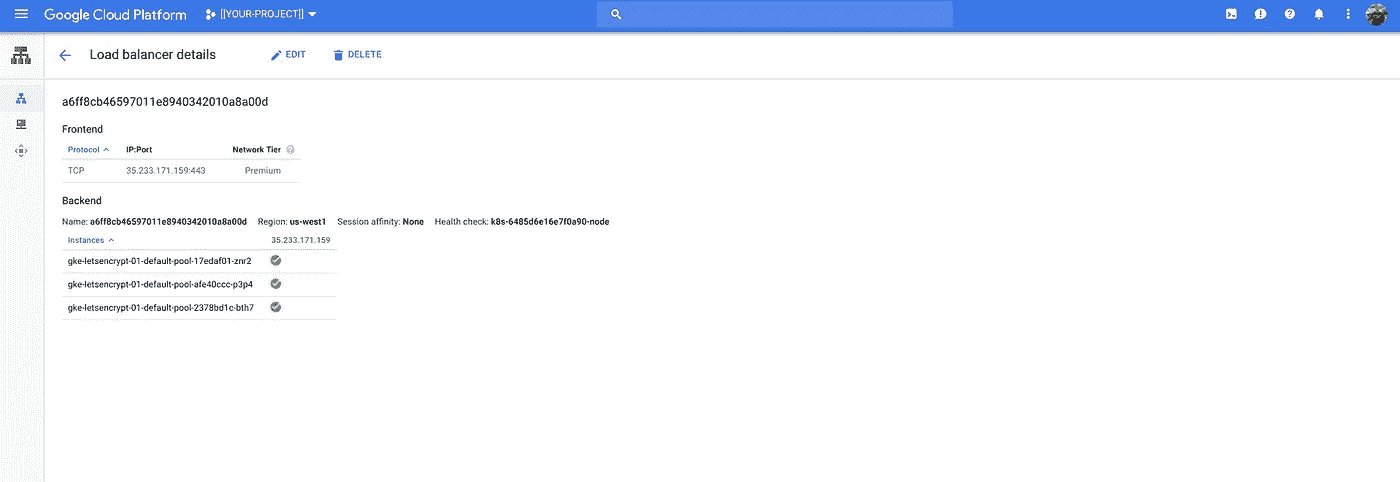 Google Cloud Platform [[YOUR-PROJECT]]
Load balancer details EDIT DELETE
a6ff8cb46597011e8940342010a8a00d
Frontend
Protocol IP:Port Network Tier
TCP 35.233.171.159:443 Premium
Backend
Name: a6ff8cb46597011e8940342010a8a00d Region: us-west1 Session affinity: None Health check: k8s-6485d6e16e7f0a90-node
Instances 35.233.171.159
gke-letsencrypt-01-default-pool-17edaf01-znr2
gke-letsencrypt-01-default-pool-afe40ccc-p3p4
gke-letsencrypt-01-default-pool-2378bd1c-bth7